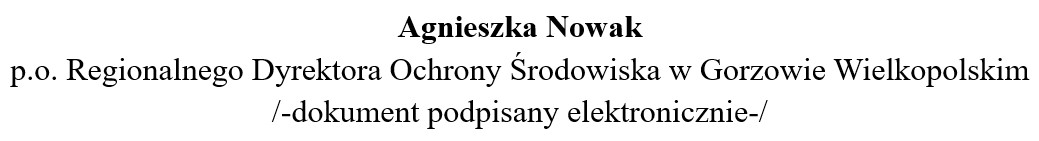 Agnieszka Nowak
p.o. Regionalnego Dyrektora Ochrony Środowiska w Gorzowie Wielkopolskim
/-dokument podpisany elektronicznie-/